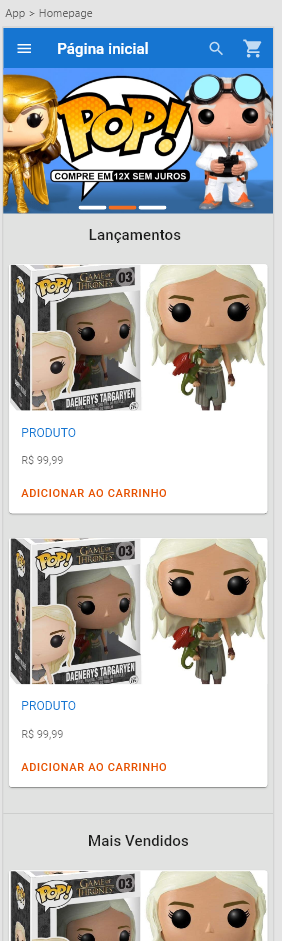 App > Homepage
Página inicial
POP!
COMPRE EM 12X SEM JUROS
Lançamentos
POP!
GAME OF THRONES
03
DAENERYS TARGARYEN
PRODUTO
R$ 99,99
ADICIONAR AO CARRINHO
POP!
GAME OF THRONES
03
DAENERYS TARGARYEN
PRODUTO
R$ 99,99
ADICIONAR AO CARRINHO
Mais Vendidos
POP!
GAME OF THRONES
03